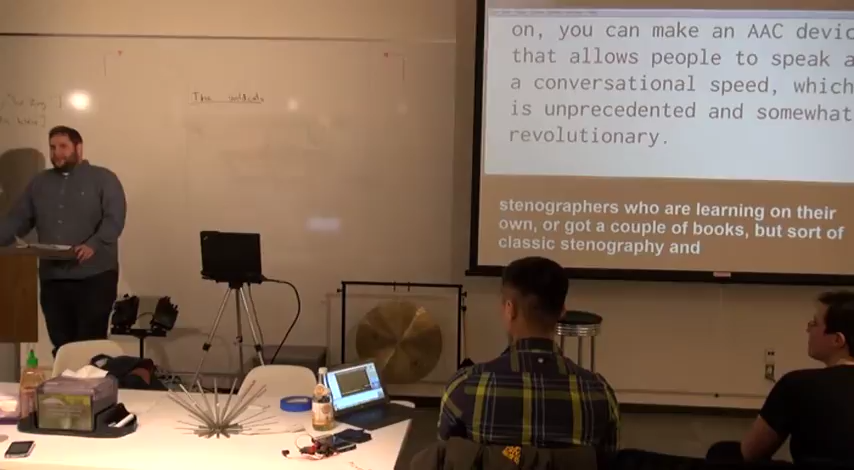 The wildcats
on, you can make an AAC devic
that allows people to speak a
a conversational speed, which
is unprecedented and somewhat
revolutionary.
stenographers who are learning on their
own, or got a couple of books, but sort of
classic stenography and